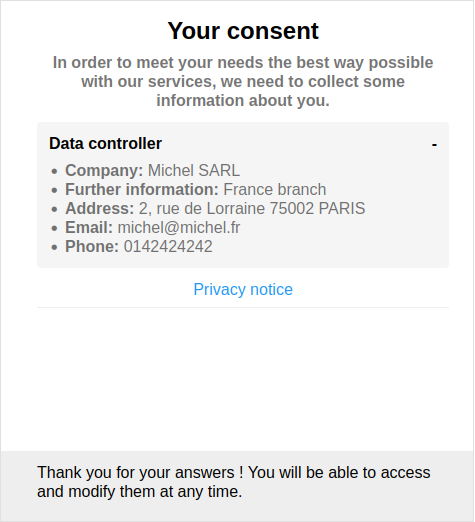 Your consent
In order to meet your needs the best way possible
with our services, we need to collect some
information about you.
Data controller -
• Company: Michel SARL
• Further information: France branch
• Address: 2, rue de Lorraine 75002 PARIS
• Email: michel@michel.fr
• Phone: 0142424242
Privacy notice
Thank you for your answers ! You will be able to access
and modify them at any time.